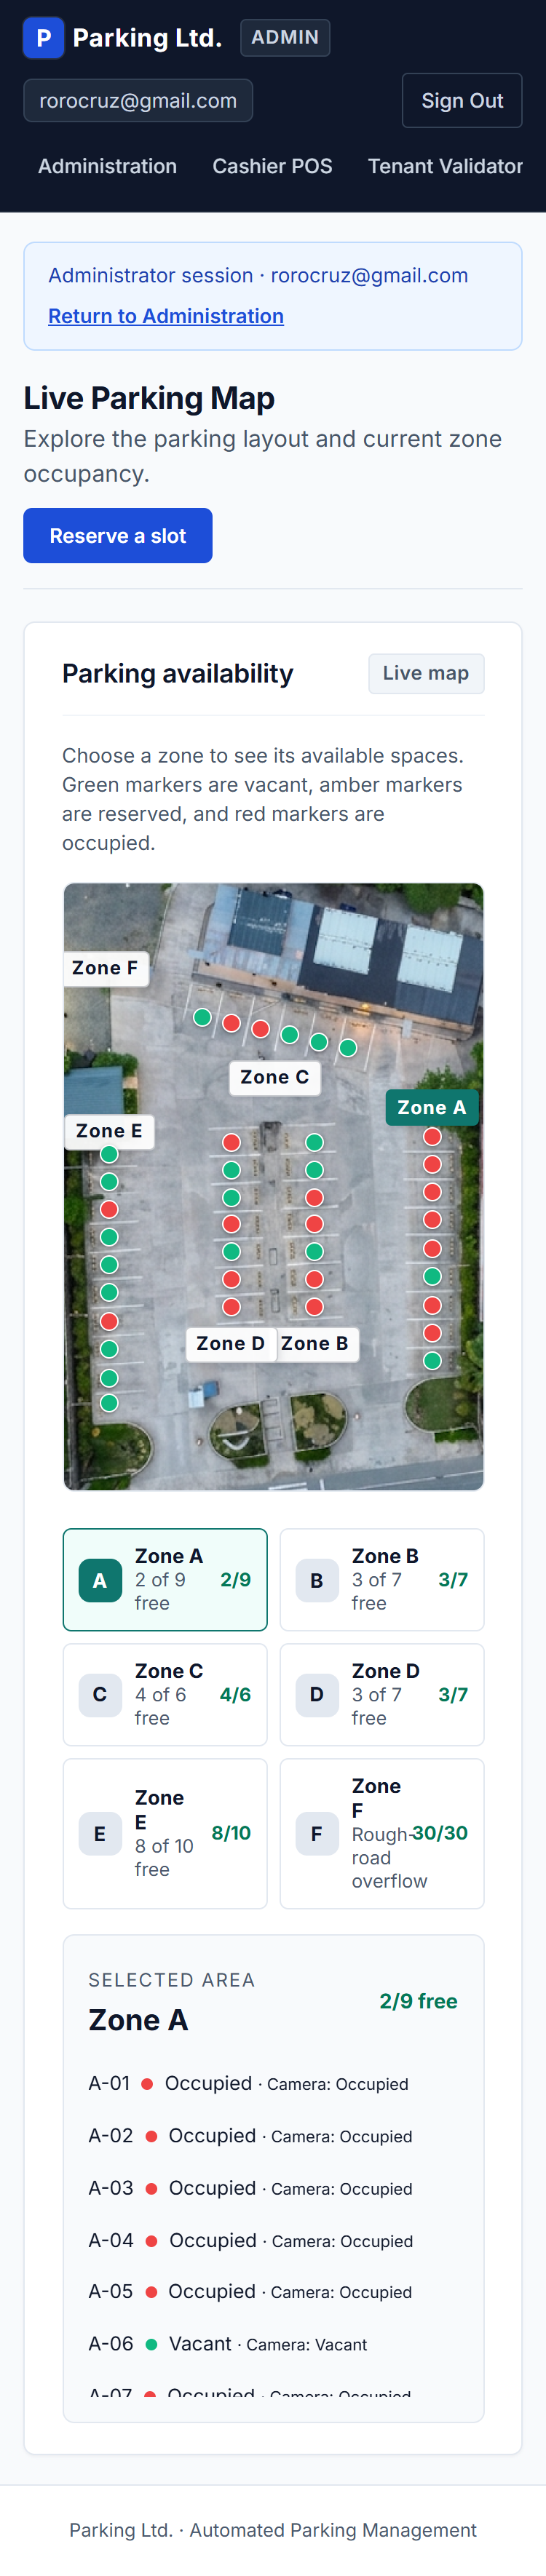 P Parking Ltd. ADMIN
rorocruz@gmail.com Sign Out
Administration Cashier POS Tenant Validator
Administrator session · rorocruz@gmail.com
Return to Administration
Live Parking Map
Explore the parking layout and current zone
occupancy.
Reserve a slot
Parking availability Live map
Choose a zone to see its available spaces.
Green markers are vacant, amber markers
are reserved, and red markers are
occupied.
Zone F
Zone C
Zone A
Zone E
Zone D Zone B
A Zone A 2 of 9 free 2/9
B Zone B 3 of 7 free 3/7
C Zone C 4 of 6 free 4/6
D Zone D 3 of 7 free 3/7
E Zone E 8 of 10 free 8/10
F Zone F Rough-road overflow 30/30
SELECTED AREA
Zone A 2/9 free
A-01 Occupied · Camera: Occupied
A-02 Occupied · Camera: Occupied
A-03 Occupied · Camera: Occupied
A-04 Occupied · Camera: Occupied
A-05 Occupied · Camera: Occupied
A-06 Vacant · Camera: Vacant
A-07 Occupied · Camera: Occupied
Parking Ltd. · Automated Parking Management